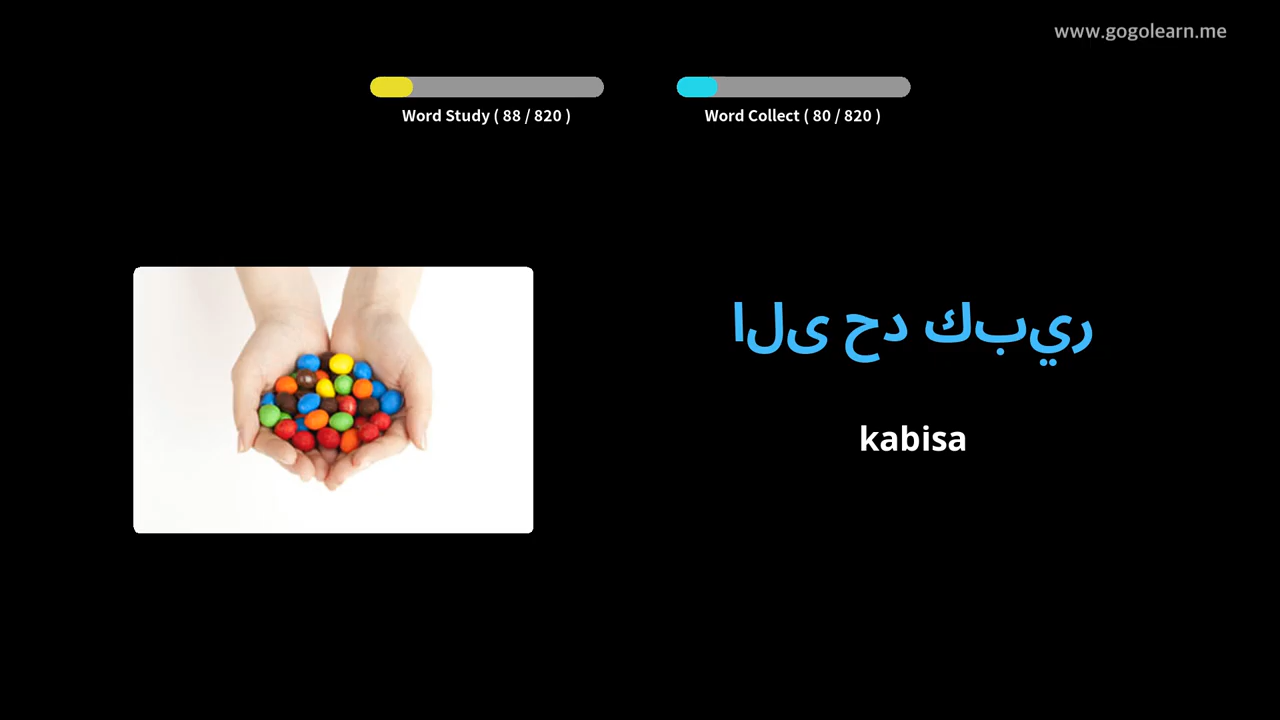 www.gogolearn.me
Word Study ( 88 / 820 )
Word Collect ( 80 / 820 )
الى حد كبير
kabisa